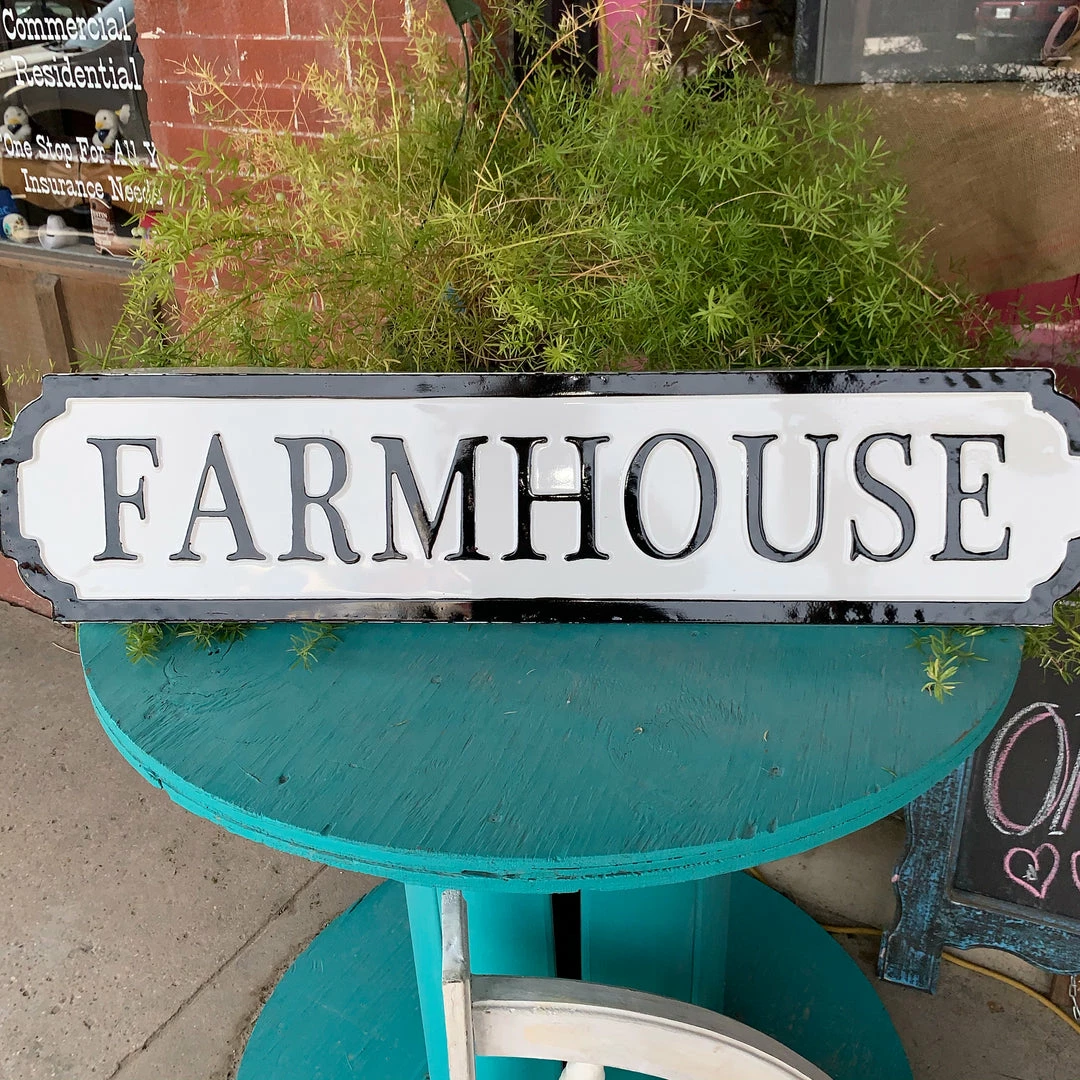 Commercial
Residential
One Stop For All Y
Insurance Needs
FARMHOUSE